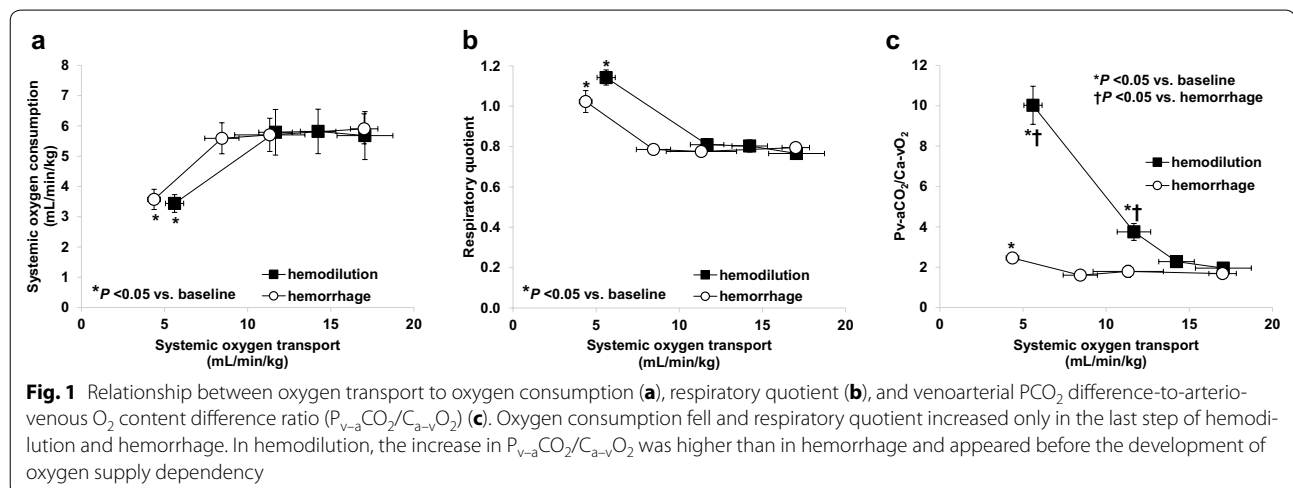 a
Systemic oxygen consumption
(mL/min/kg)
9
8
7
6
5
4
3
2
1
0
0 5 10 15 20
Systemic oxygen transport
(mL/min/kg)
*P <0.05 vs. baseline
hemodilution
hemorrhage
* *
b
Respiratory quotient
1.2
1.0
0.8
0.6
0.4
0.2
0.0
0 5 10 15 20
Systemic oxygen transport
(mL/min/kg)
*P <0.05 vs. baseline
hemodilution
hemorrhage
* *
c
Pv-aCO2/Ca-vO2
12
10
8
6
4
2
0
0 5 10 15 20
Systemic oxygen transport
(mL/min/kg)
*P <0.05 vs. baseline
†P <0.05 vs. hemorrhage
hemodilution
hemorrhage
*†
*†
*
Fig. 1 Relationship between oxygen transport to oxygen consumption (a), respiratory quotient (b), and venoarterial PCO2 difference-to-arterio-
venous O2 content difference ratio (Pv–aCO2/Ca–vO2) (c). Oxygen consumption fell and respiratory quotient increased only in the last step of hemodi-
lution and hemorrhage. In hemodilution, the increase in Pv–aCO2/Ca–vO2 was higher than in hemorrhage and appeared before the development of
oxygen supply dependency